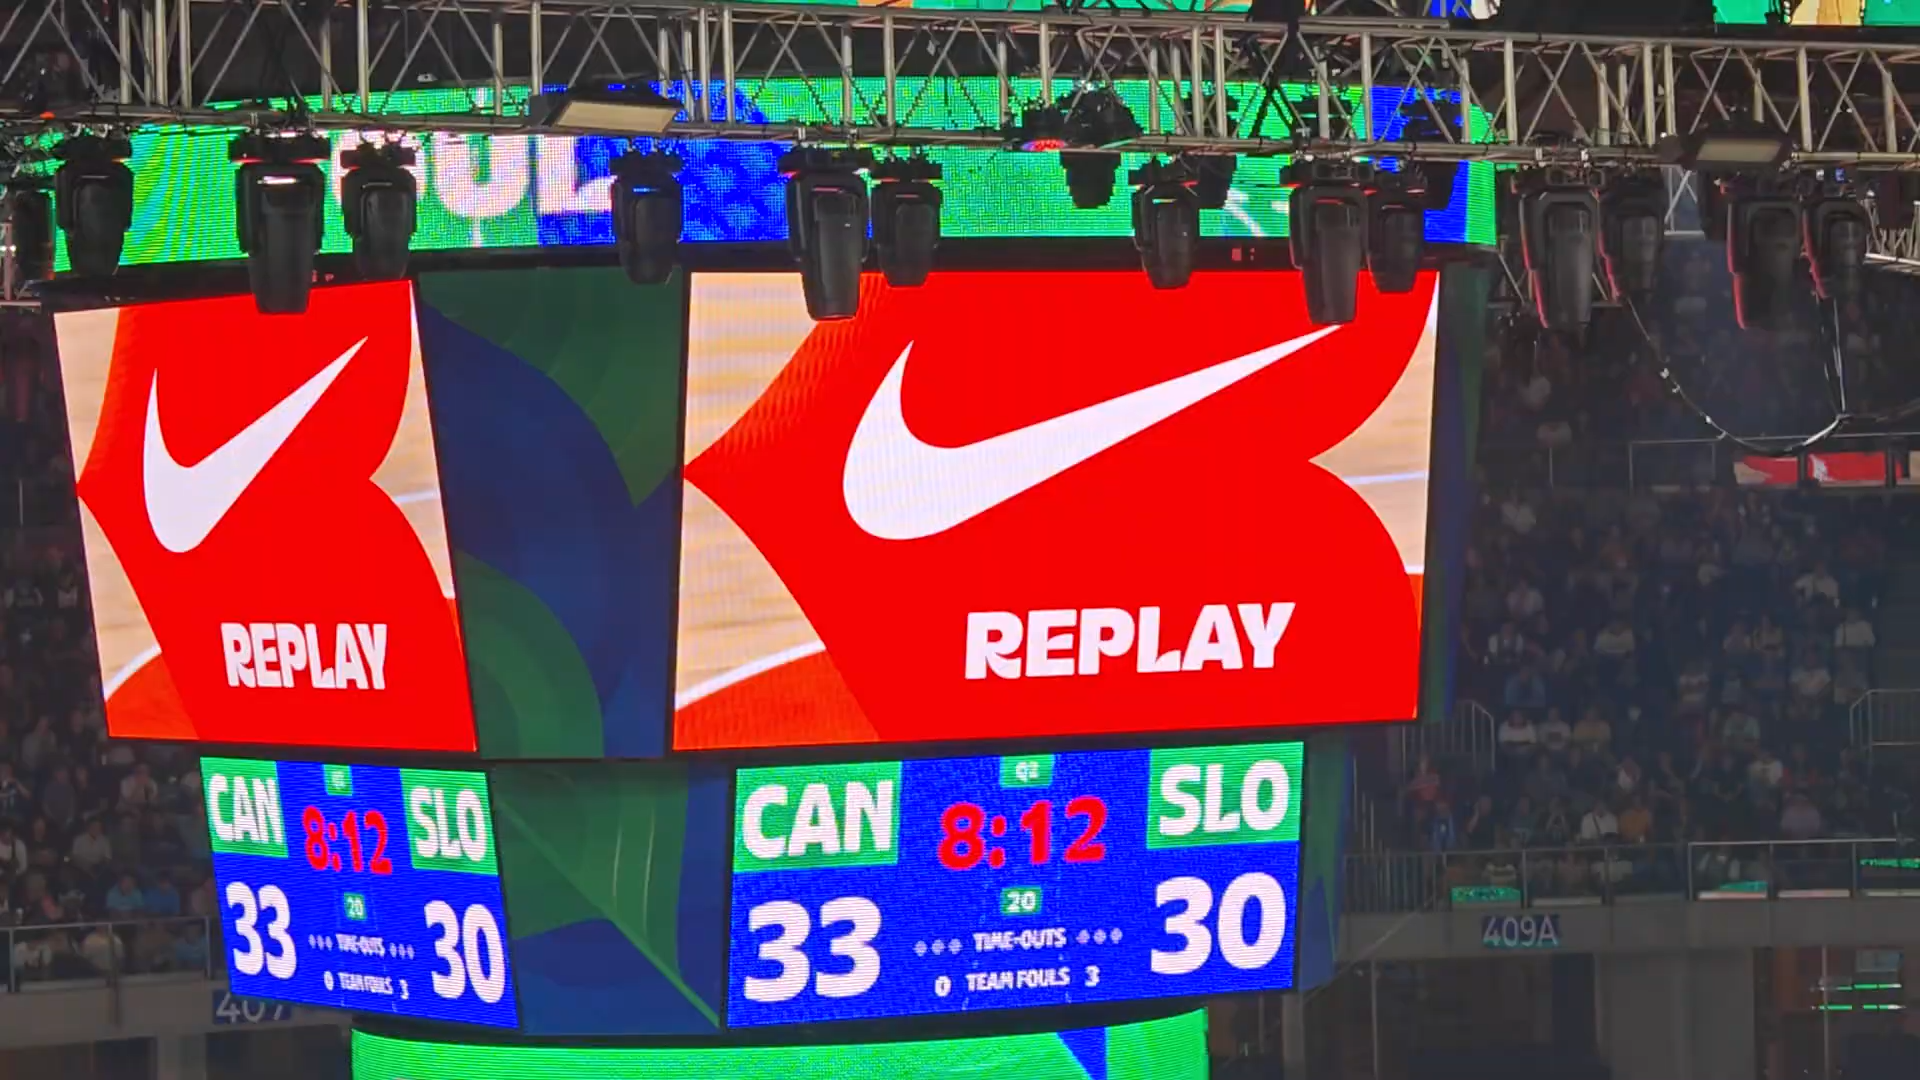 REPLAY
REPLAY
CAN 8:12 SLO
33 20 30
TIME-OUTS
0 TEAM FOULS 3
Q2
CAN 8:12 SLO
33 20 30
TIME-OUTS
0 TEAM FOULS 3
409A
407